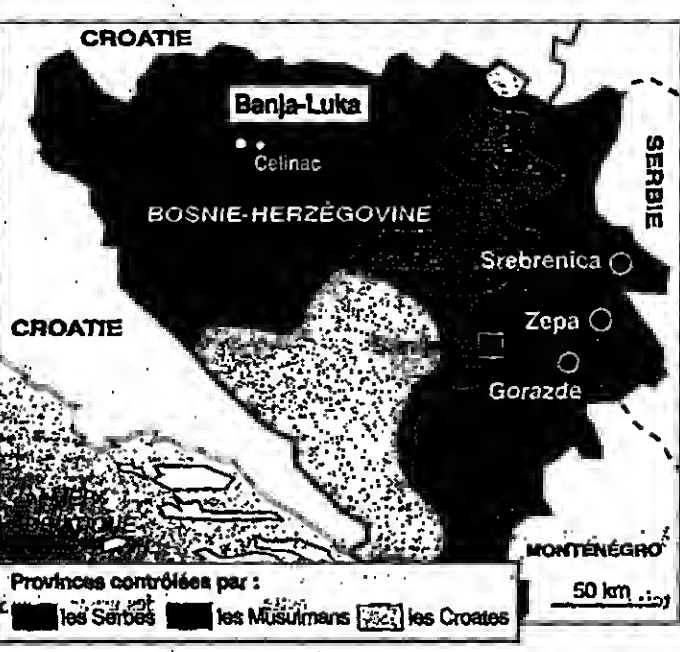 CROATIE
Banja-Luka
Celinac
SERBIE
BOSNIE-HERZÉGOVINE
Srebrenica
CROATIE
Zepa
Gorazde
MONTÉNÉGRO
Provinces contrôlées par :
50 km
les Serbes les Musulmans les Croates